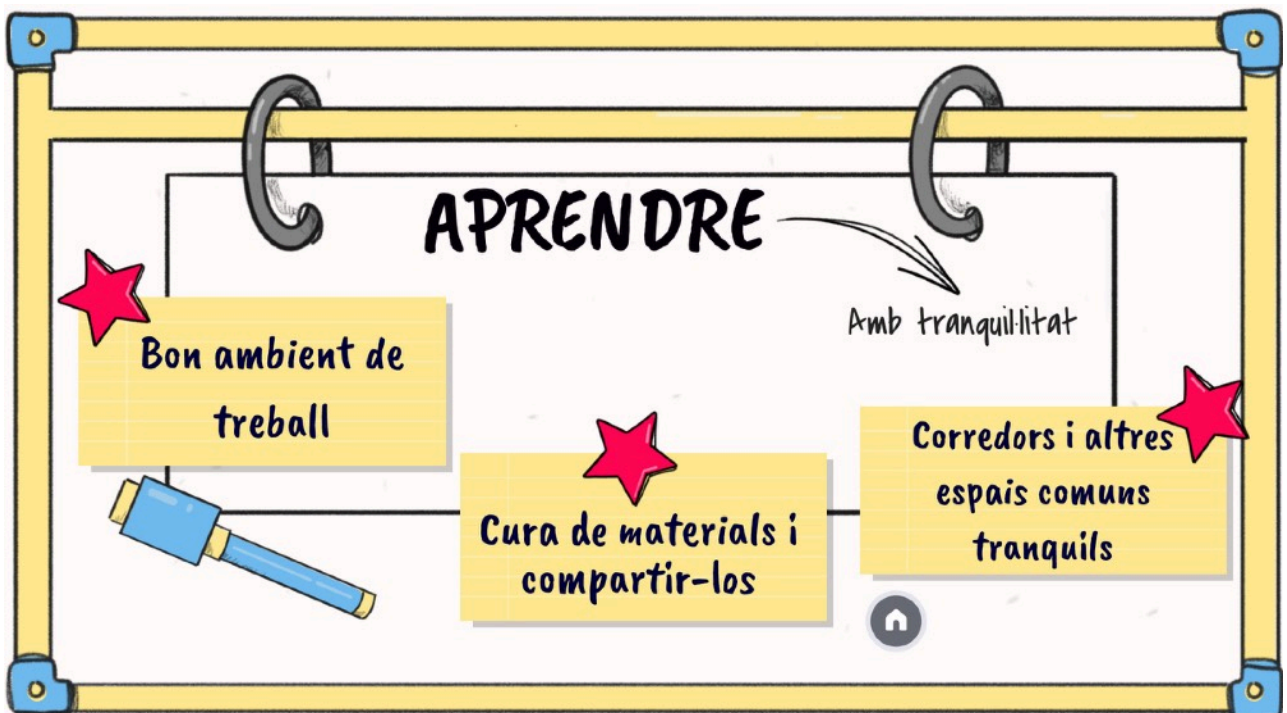 APRENDRE
Amb tranquil·litat
Bon ambient de
treball
Cura de materials i
compartir-los
Corredors i altres
espais comuns
tranquils